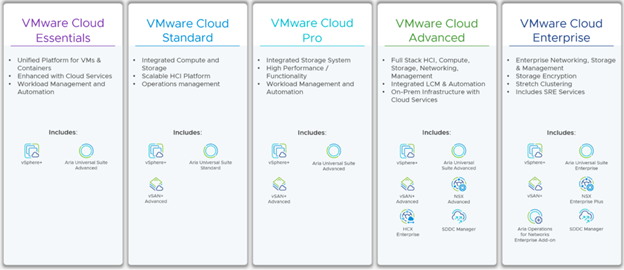 VMware Cloud
Essentials
Unified Platform for VMs &
Containers
Enhanced with Cloud Services
Workload Management and
Automation
Includes:
vSphere+
Aria Universal Suite
Advanced
VMware Cloud
Standard
Integrated Compute and
Storage
Scalable HCI Platform
Operations management
Includes:
vSphere+
Aria Universal Suite
Standard
vSAN+
Advanced
VMware Cloud
Pro
Integrated Storage System
High Performance /
Functionality
Workload Management and
Automation
Includes:
vSphere+
Aria Universal Suite
Advanced
vSAN+
Advanced
VMware Cloud
Advanced
Full Stack HCI, Compute,
Storage, Networking,
Management
Integrated LCM & Automation
On-Prem Infrastructure with
Cloud Services
Includes:
vSphere+
Aria Universal
Suite Advanced
vSAN+
Advanced
NSX
Advanced
HCX
Enterprise
SDDC Manager
VMware Cloud
Enterprise
Enterprise Networking, Storage
& Management
Storage Encryption
Stretch Clustering
Includes SRE Services
Includes:
vSphere+
Aria Universal Suite
Enterprise
vSAN+
NSX
Enterprise Plus
Aria Operations
for Networks
Enterprise Add-on
SDDC Manager